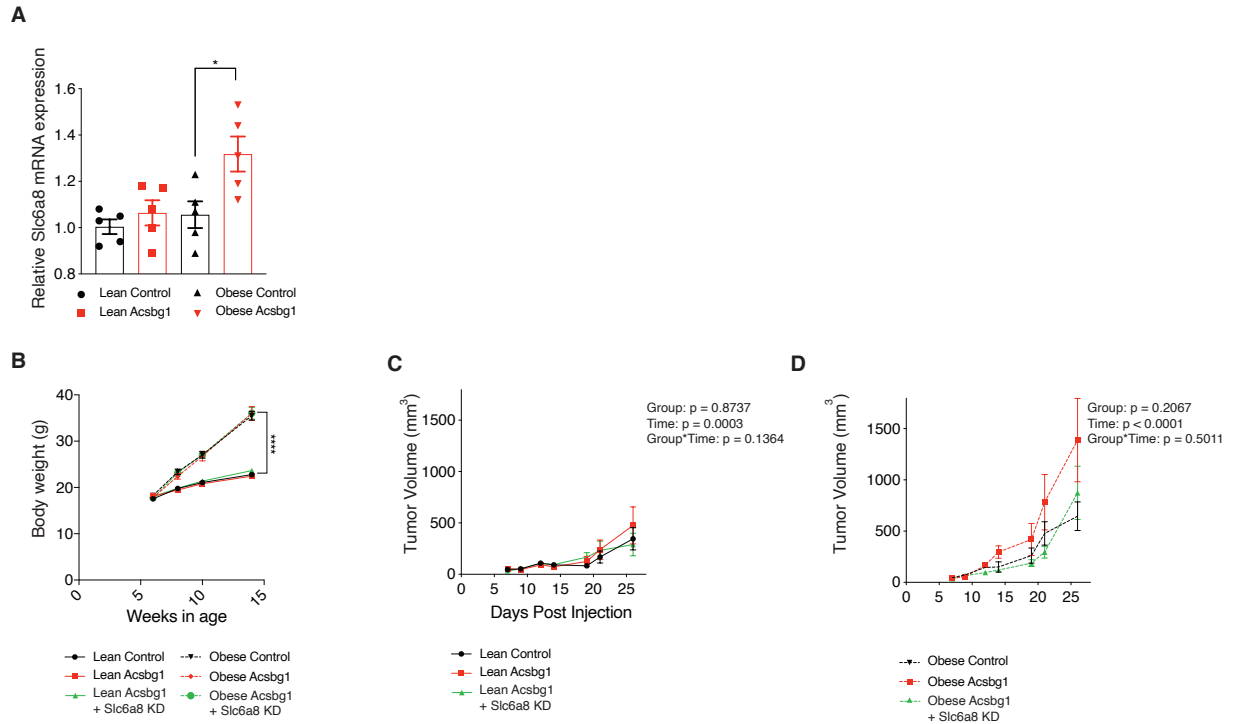 A
Relative Slc6a8 mRNA expression
*
1.6
1.4
1.2
1.0
0.8
Lean Control
Obese Control
Lean Acsbg1
Obese Acsbg1
B
Body weight (g)
40
30
20
10
0
****
0
5
10
15
Weeks in age
Lean Control
Obese Control
Lean Acsbg1
Obese Acsbg1
Lean Acsbg1
+ Slc6a8 KD
Obese Acsbg1
+ Slc6a8 KD
C
Tumor Volume (mm3)
1500
1000
500
0
0 5 10 15 20 25
Days Post Injection
Group: p = 0.8737
Time: p = 0.0003
Group*Time: p = 0.1364
Lean Control
Lean Acsbg1
Lean Acsbg1
+ Slc6a8 KD
D
Tumor Volume (mm3)
1500
1000
500
0
0 5 10 15 20 25
Group: p = 0.2067
Time: p < 0.0001
Group*Time: p = 0.5011
Obese Control
Obese Acsbg1
Obese Acsbg1
+ Slc6a8 KD